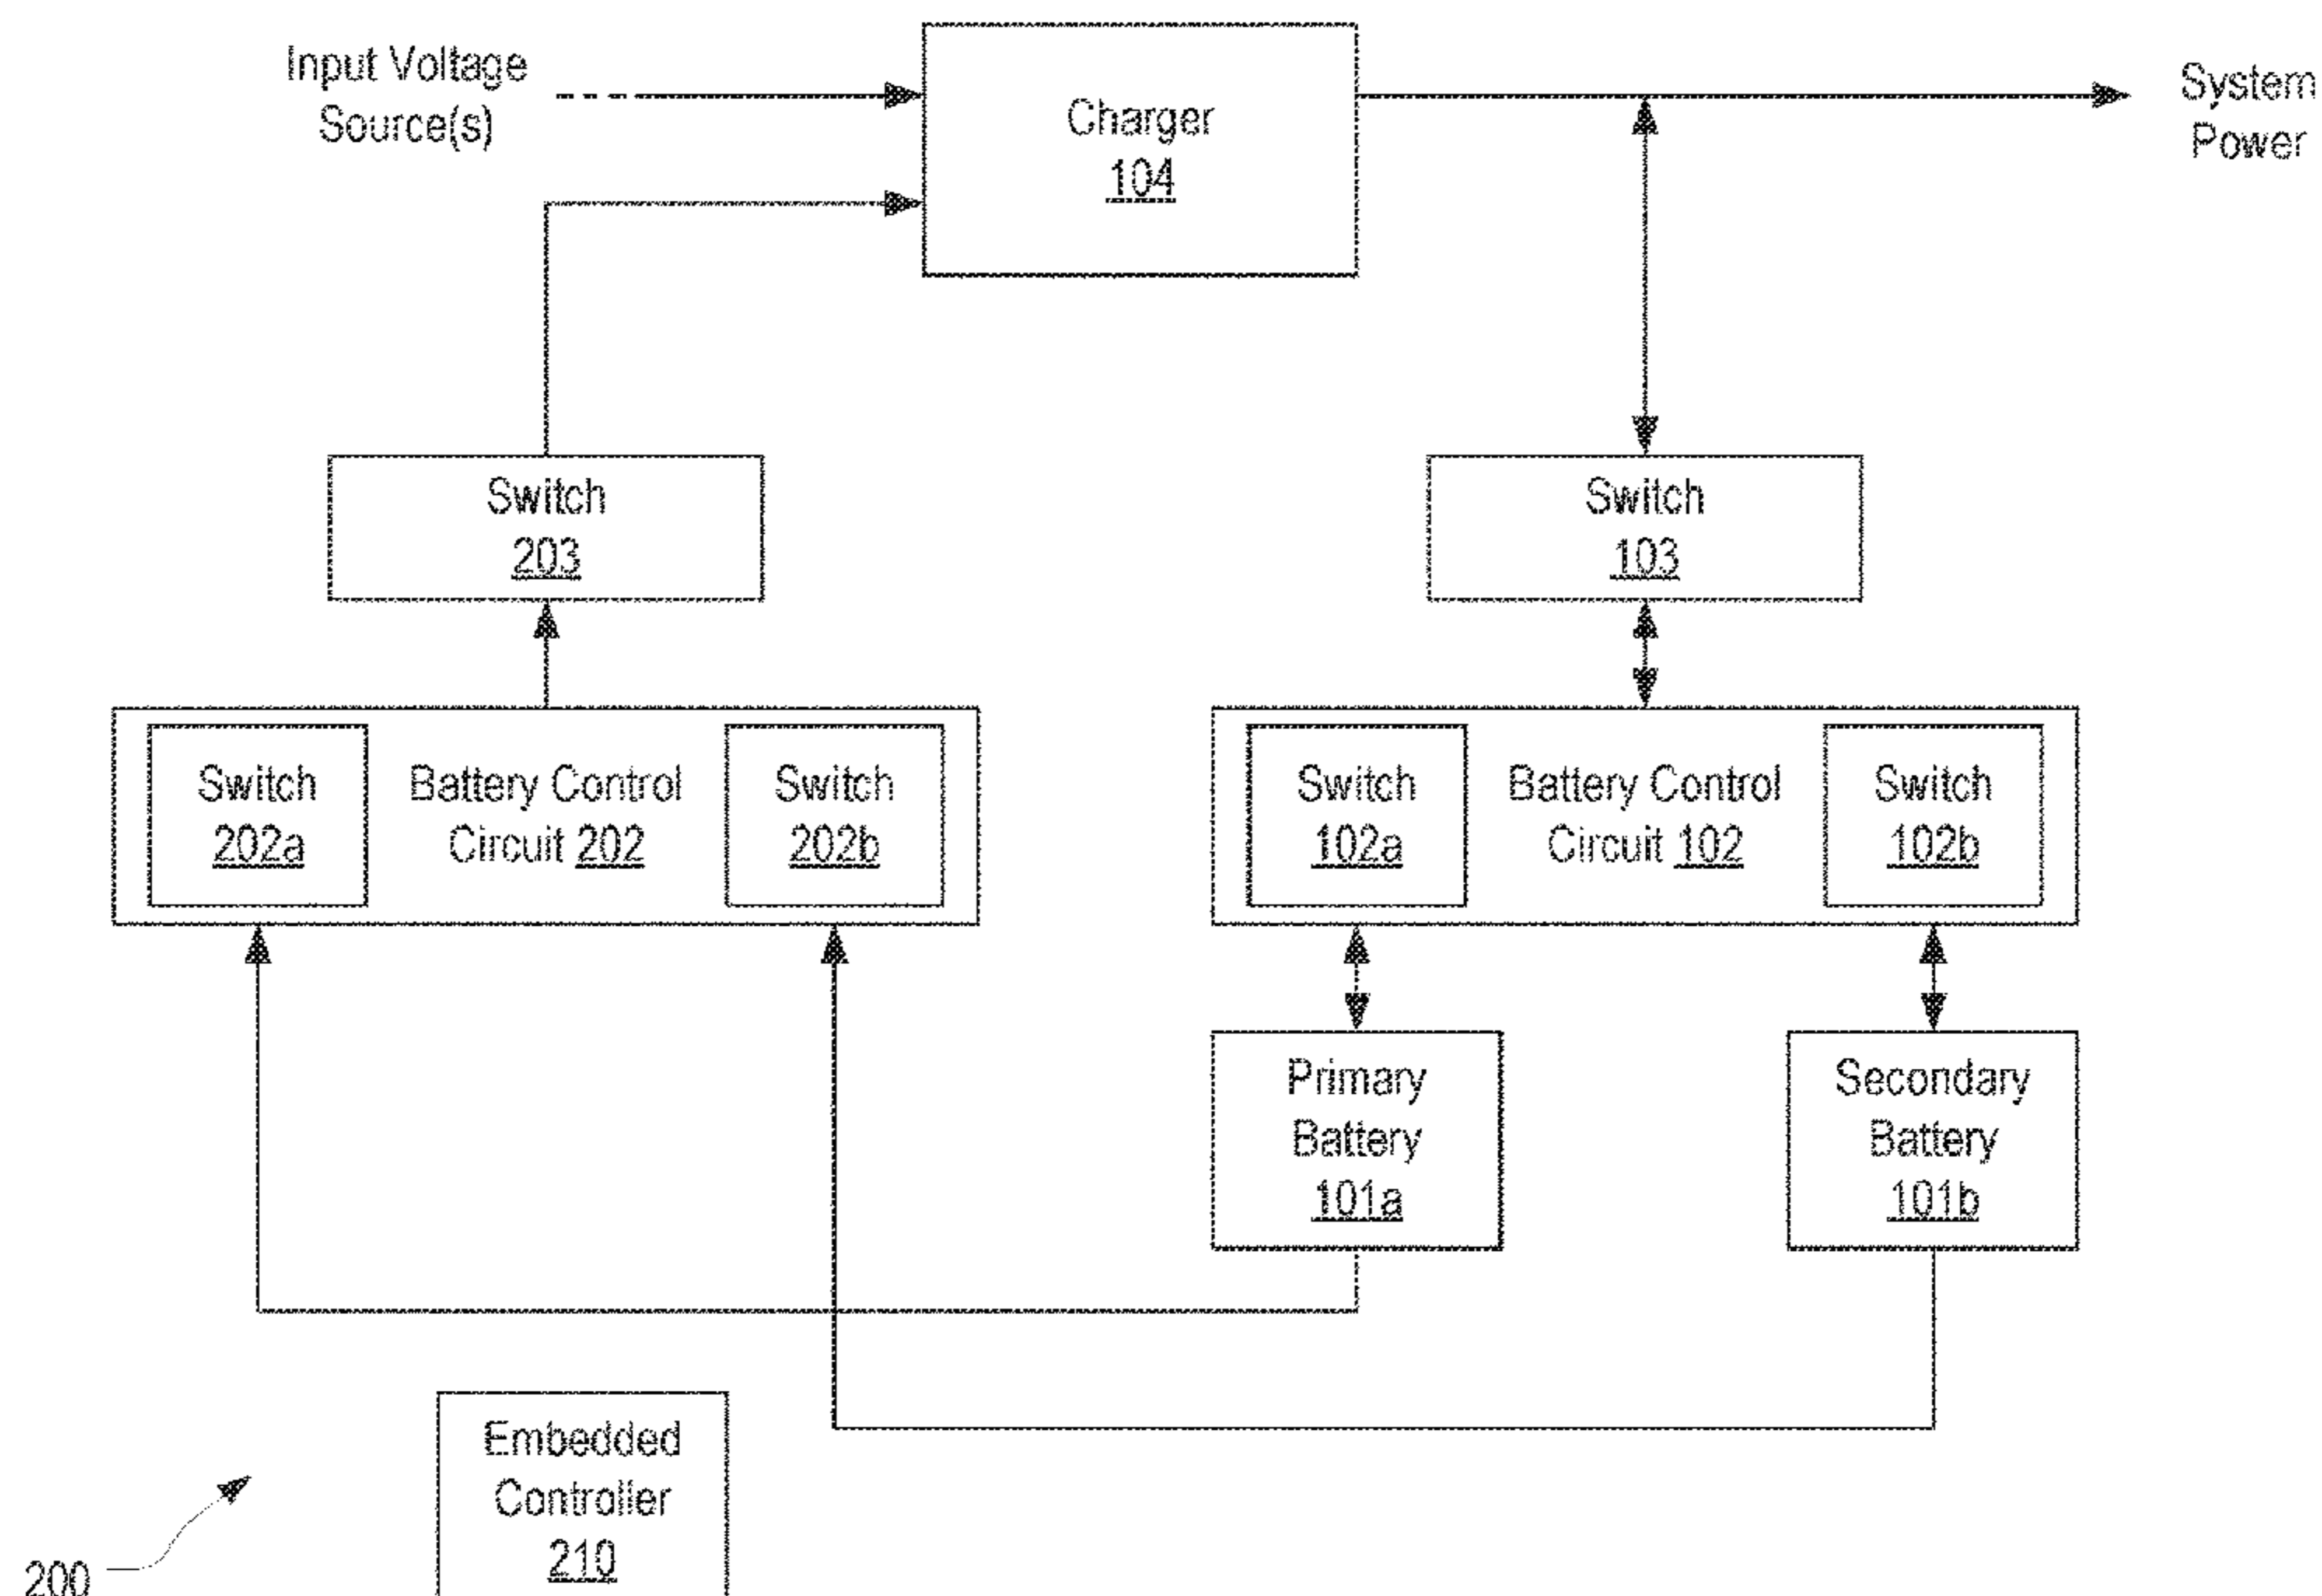 Input Voltage
Source(s)
Charger
104
System
Power
Switch
203
Switch
103
Switch
202a
Battery Control
Circuit 202
Switch
202b
Switch
102a
Battery Control
Circuit 102
Switch
102b
Primary
Battery
101a
Secondary
Battery
101b
Embedded
Controller
210
200